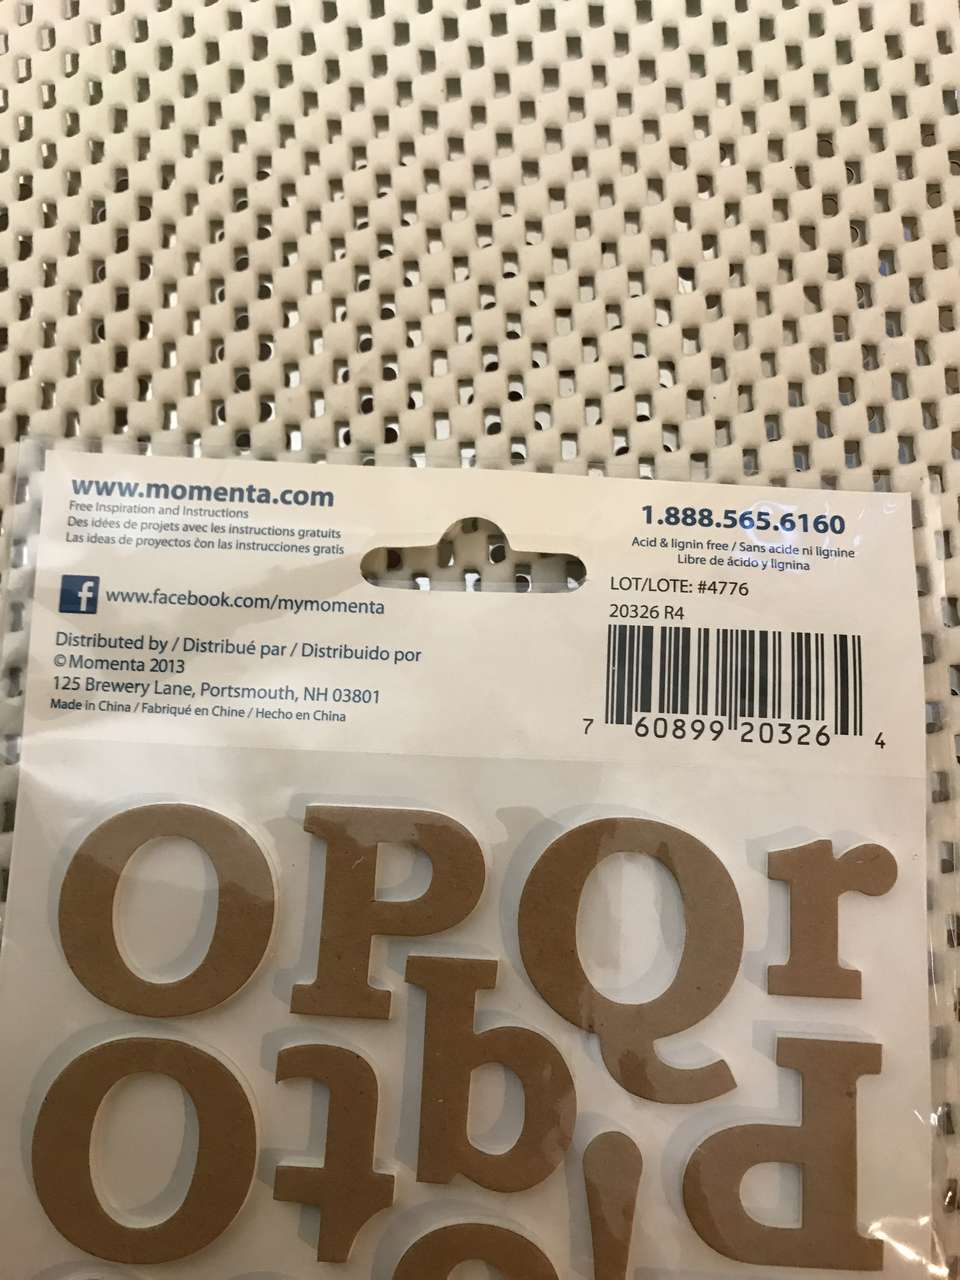 www.momenta.com
Free Inspiration and Instructions
Des idées de projets avec les instructions gratuits
Las ideas de proyectos con las instrucciones gratis
f www.facebook.com/mymomenta
Distributed by / Distribué par / Distribuido por
© Momenta 2013
125 Brewery Lane, Portsmouth, NH 03801
Made in China / Fabriqué en Chine / Hecho en China
1.888.565.6160
Acid & lignin free / Sans acide ni lignine
Libre de ácido y lignina
LOT/LOTE: #4776
20326 R4
7 60899 20326 4
O P Q r
b
O t d
!